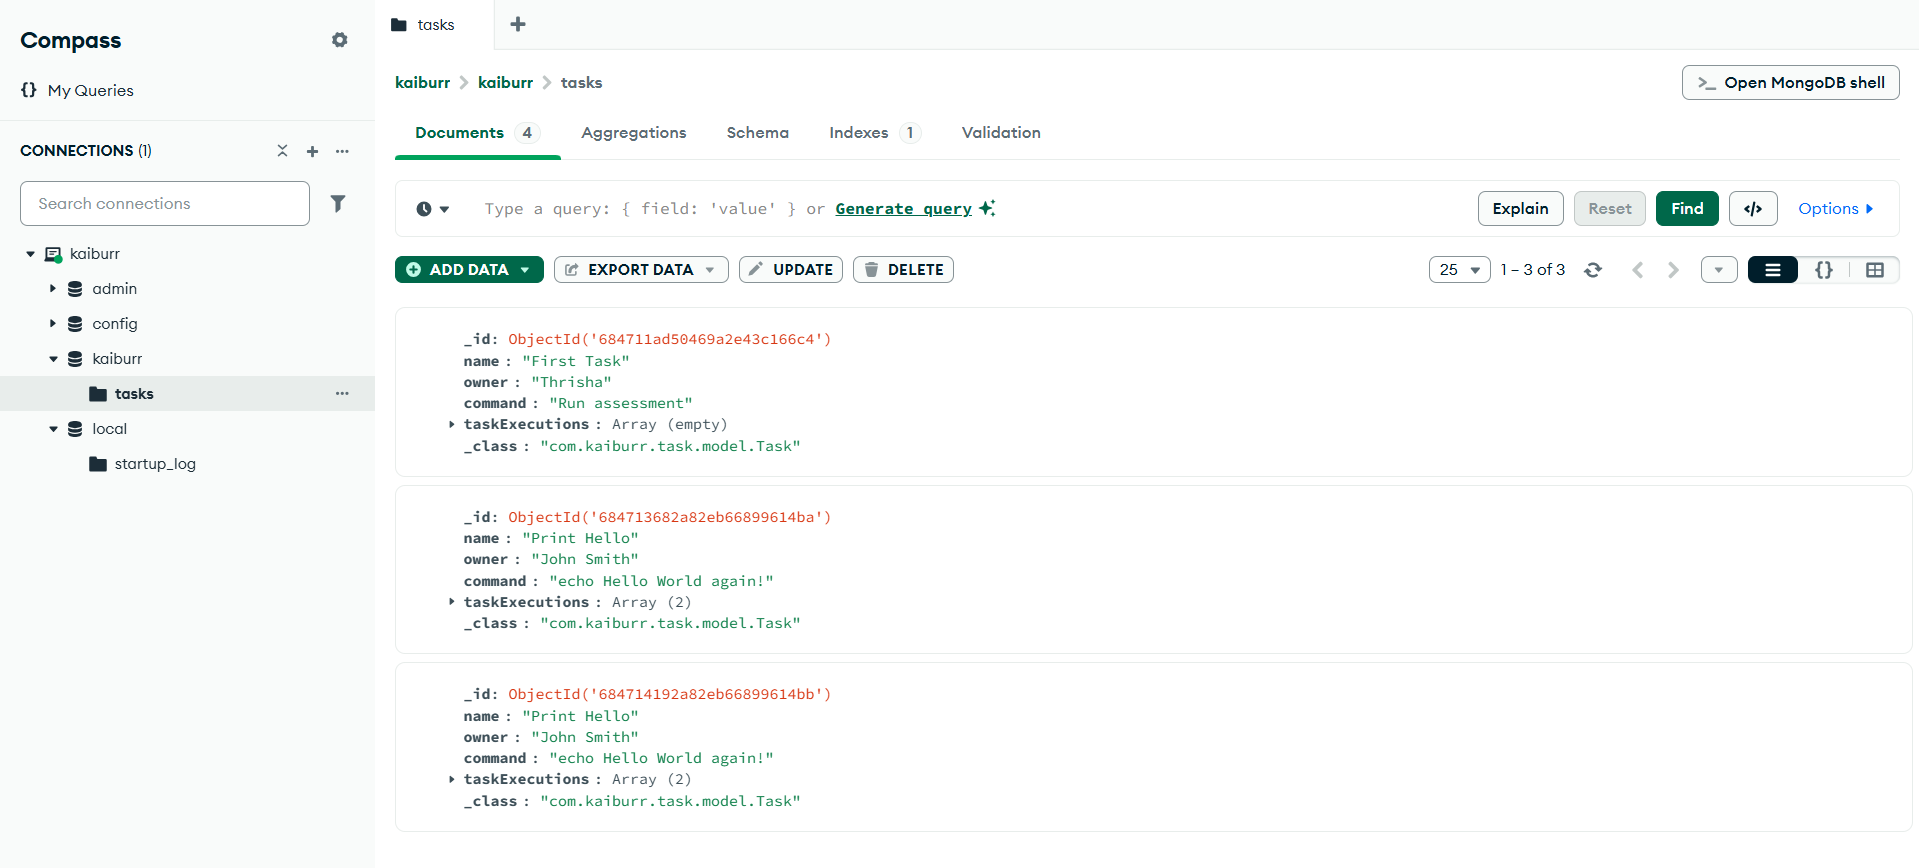 Compass
My Queries
CONNECTIONS (1)
Search connections
kaiburr
admin
config
kaiburr
tasks
local
startup_log
tasks
kaiburr > kaiburr > tasks
>_ Open MongoDB shell
Documents 4 Aggregations Schema Indexes 1 Validation
Type a query: { field: 'value' } or Generate query
Explain Reset Find </> Options
ADD DATA EXPORT DATA UPDATE DELETE
25 1 – 3 of 3 {}
_id: ObjectId('684711ad50469a2e43c166c4')
name : "First Task"
owner : "Thrisha"
command : "Run assessment"
taskExecutions : Array (empty)
_class : "com.kaiburr.task.model.Task"
_id: ObjectId('684713682a82eb66899614ba')
name : "Print Hello"
owner : "John Smith"
command : "echo Hello World again!"
taskExecutions : Array (2)
_class : "com.kaiburr.task.model.Task"
_id: ObjectId('684714192a82eb66899614bb')
name : "Print Hello"
owner : "John Smith"
command : "echo Hello World again!"
taskExecutions : Array (2)
_class : "com.kaiburr.task.model.Task"